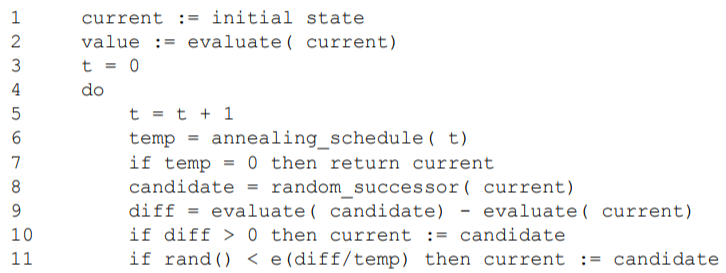 1 current := initial state
2 value := evaluate( current)
3 t = 0
4 do
5 t = t + 1
6 temp = annealing_schedule( t)
7 if temp = 0 then return current
8 candidate = random_successor( current)
9 diff = evaluate( candidate) - evaluate( current)
10 if diff > 0 then current := candidate
11 if rand() < e(diff/temp) then current := candidate